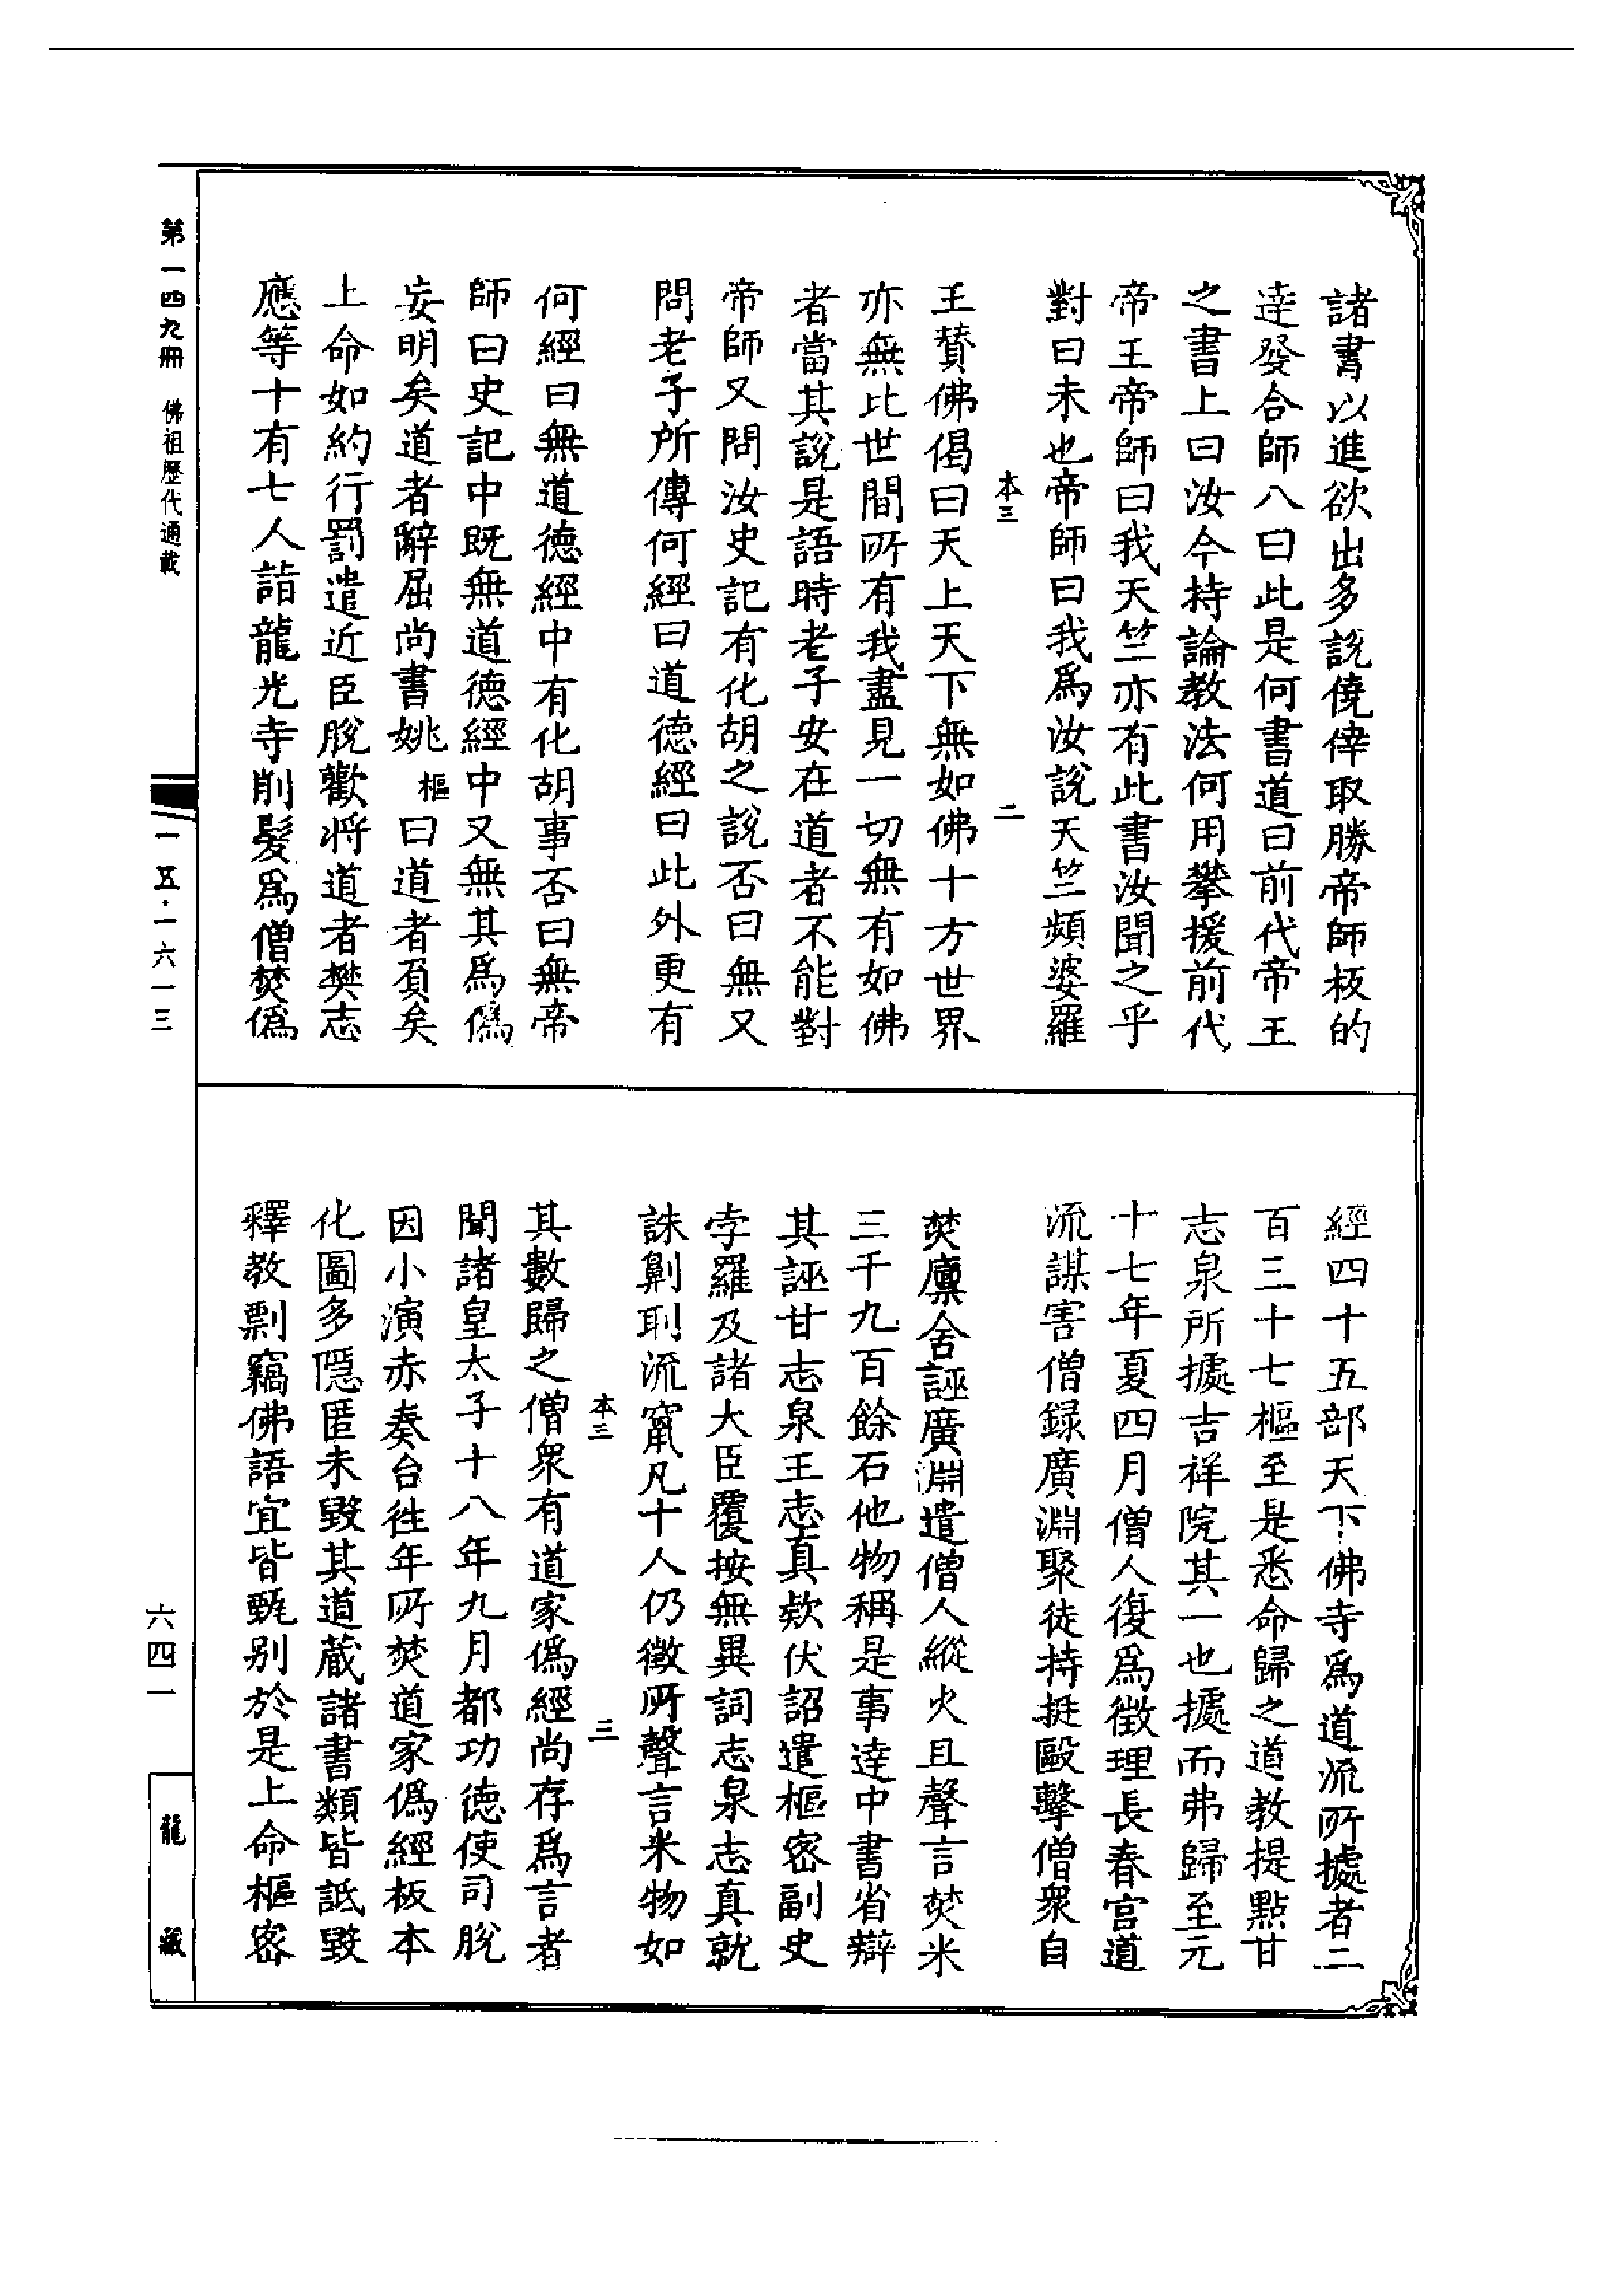 諸書以進欲出多說僥倖取勝帝師板的
達發合師八曰此是何書道曰前代帝王
之書上曰汝今持論教法何用攀援前代
帝王帝師曰我天竺亦有此書汝聞之乎
對曰未也帝師曰我爲汝說天竺頻婆羅
本三 二
王贊佛偈曰天上天下無如佛十方世界
亦無比世間所有我盡見一切無有如佛
者當其說是語時老子安在道者不能對
帝師又問汝史記有化胡之說否曰無又
問老子所傳何經曰道德經曰此外更有
何經曰無道德經中有化胡事否曰無帝
師曰史記中既無道德經中又無其爲僞
妄明矣道者辭屈尚書姚樞曰道者負矣
上命如約行罰遣近臣脫歡将道者樊志
應等十有七人詣龍光寺削髮爲僧焚僞
經四十五部天下佛寺爲道流所㨿者二
百三十七樞至是悉命歸之道教提點甘
志泉所㨿吉祥院其一也㨿而弗歸至元
十七年夏四月僧人復爲徵理長春宮道
流謀害僧録廣淵聚徒持挺毆擊僧衆自
焚廩舍誣廣淵遣僧人縱火且聲言焚米
三千九百餘石他物稱是事達中書省辯
其誣甘志泉王志真欵伏詔遣樞密副史
孛羅及諸大臣覆按無異詞志泉志真就
誅劓刵流竄凡十人仍徵所聲言米物如
本三 三
其數歸之僧衆有道家僞經尚存爲言者
聞諸皇太子十八年九月都功德使司脫
因小演赤奏台往年所焚道家僞經板本
化圖多隱匿未毀其道蔵諸書類皆詆毀
釋教剽竊佛語宜皆甄别於是上命樞密
第一四九冊 佛祖歷代通載
一五·一六一三
六四一
龍藏